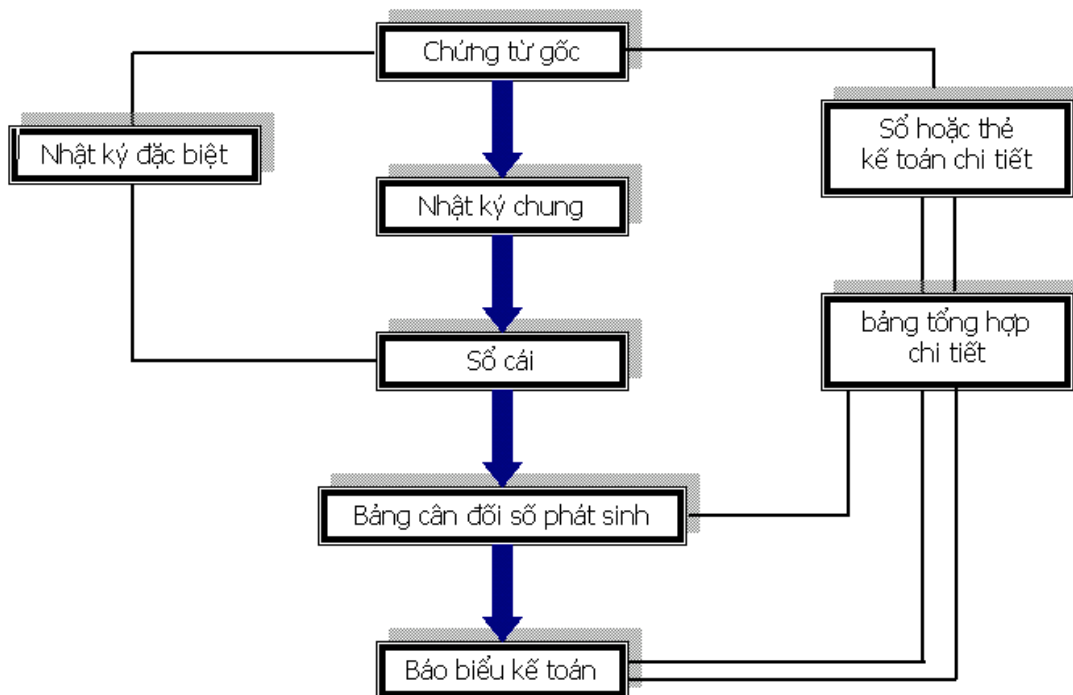 Chứng từ gốc
Nhật ký đặc biệt
Sổ hoặc thẻ
kế toán chi tiết
Nhật ký chung
bảng tổng hợp
chi tiết
Sổ cái
Bảng cân đối số phát sinh
Báo biểu kế toán